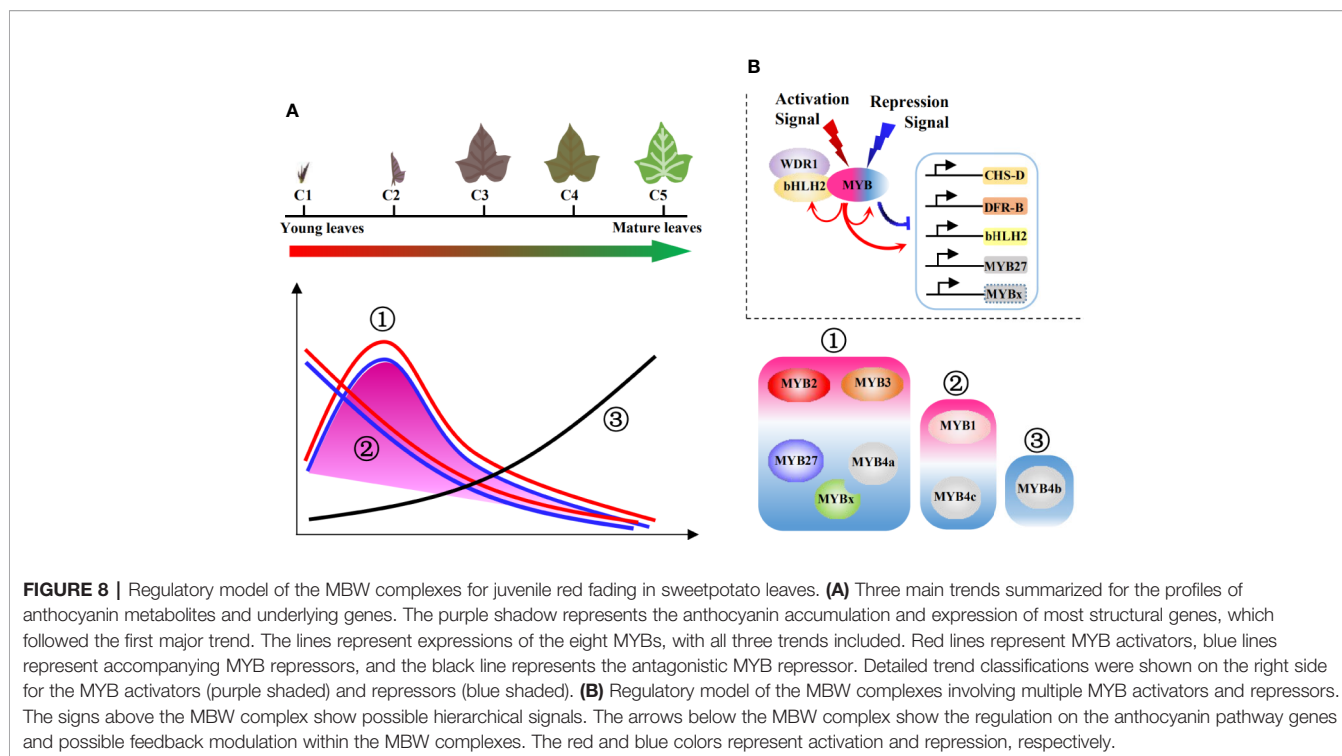 A
C1 C2 C3 C4 C5
Young leaves Mature leaves
①
②
③
B
Activation Repression
Signal Signal
WDR1
bHLH2 MYB
CHS-D
DFR-B
bHLH2
MYB27
MYBx
①
MYB2 MYB3
MYB27 MYB4a
MYBx
②
MYB1
MYB4c
③
MYB4b
FIGURE 8 | Regulatory model of the MBW complexes for juvenile red fading in sweetpotato leaves. (A) Three main trends summarized for the profiles of
anthocyanin metabolites and underlying genes. The purple shadow represents the anthocyanin accumulation and expression of most structural genes, which
followed the first major trend. The lines represent expressions of the eight MYBs, with all three trends included. Red lines represent MYB activators, blue lines
represent accompanying MYB repressors, and the black line represents the antagonistic MYB repressor. Detailed trend classifications were shown on the right side
for the MYB activators (purple shaded) and repressors (blue shaded). (B) Regulatory model of the MBW complexes involving multiple MYB activators and repressors.
The signs above the MBW complex show possible hierarchical signals. The arrows below the MBW complex show the regulation on the anthocyanin pathway genes
and possible feedback modulation within the MBW complexes. The red and blue colors represent activation and repression, respectively.